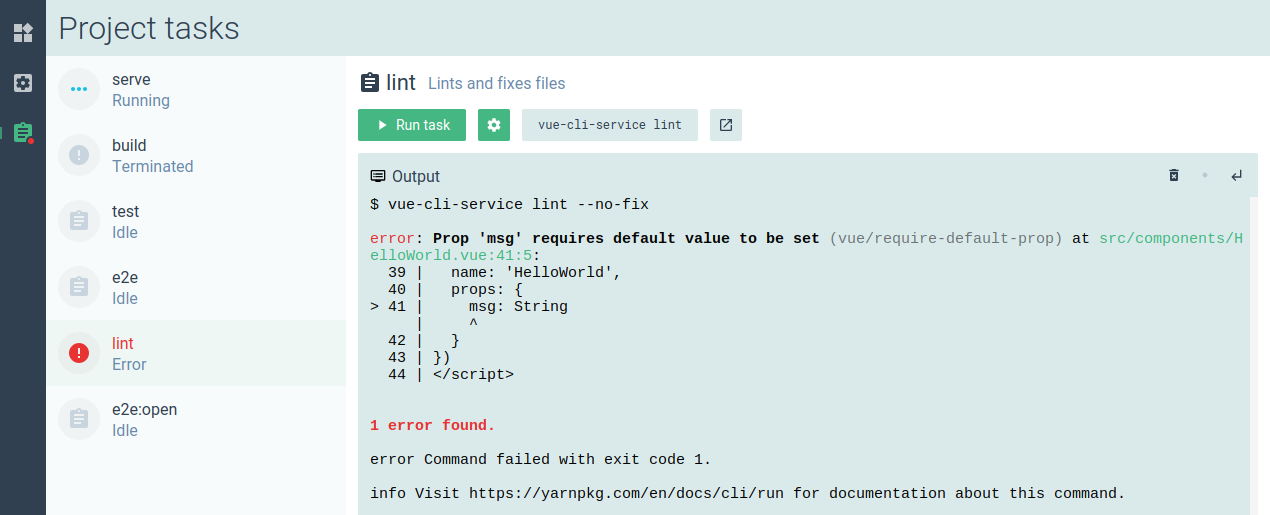 Project tasks
serve
Running
build
Terminated
test
Idle
e2e
Idle
lint
Error
e2e:open
Idle
lint Lints and fixes files
Run task
vue-cli-service lint
Output
$ vue-cli-service lint --no-fix
error: Prop 'msg' requires default value to be set (vue/require-default-prop) at src/components/H
elloWorld.vue:41:5:
  39 |   name: 'HelloWorld',
  40 |   props: {
> 41 |     msg: String
     |     ^
  42 |   }
  43 | })
  44 | </script>
1 error found.
error Command failed with exit code 1.
info Visit https://yarnpkg.com/en/docs/cli/run for documentation about this command.